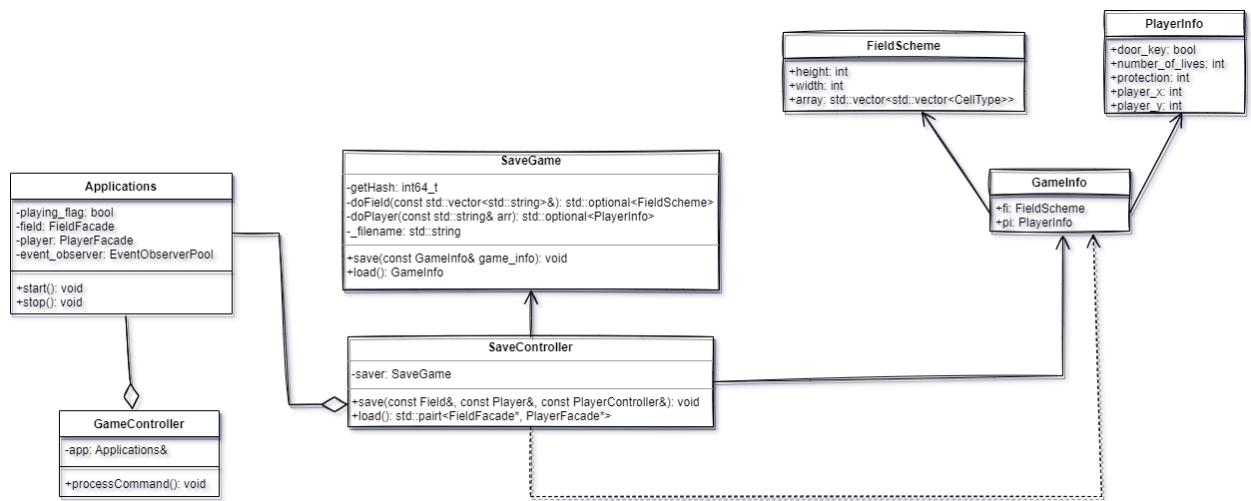 PlayerInfo
+door_key: bool
+number_of_lives: int
+protection: int
+player_x: int
+player_y: int
FieldScheme
+height: int
+width: int
+array: std::vector<std::vector<CellType>>
SaveGame
-getHash: int64_t
-doField(const std::vector<std::string>&): std::optional<FieldScheme>
-doPlayer(const std::string& arr): std::optional<PlayerInfo>
-_filename: std::string
+save(const GameInfo& game_info): void
+load(): GameInfo
GameInfo
+fi: FieldScheme
+pi: PlayerInfo
Applications
-playing_flag: bool
-field: FieldFacade
-player: PlayerFacade
-event_observer: EventObserverPool
+start(): void
+stop(): void
SaveController
-saver: SaveGame
+save(const Field&, const Player&, const PlayerController&): void
+load(): std::pairt<FieldFacade*, PlayerFacade*>
GameController
-app: Applications&
+processCommand(): void